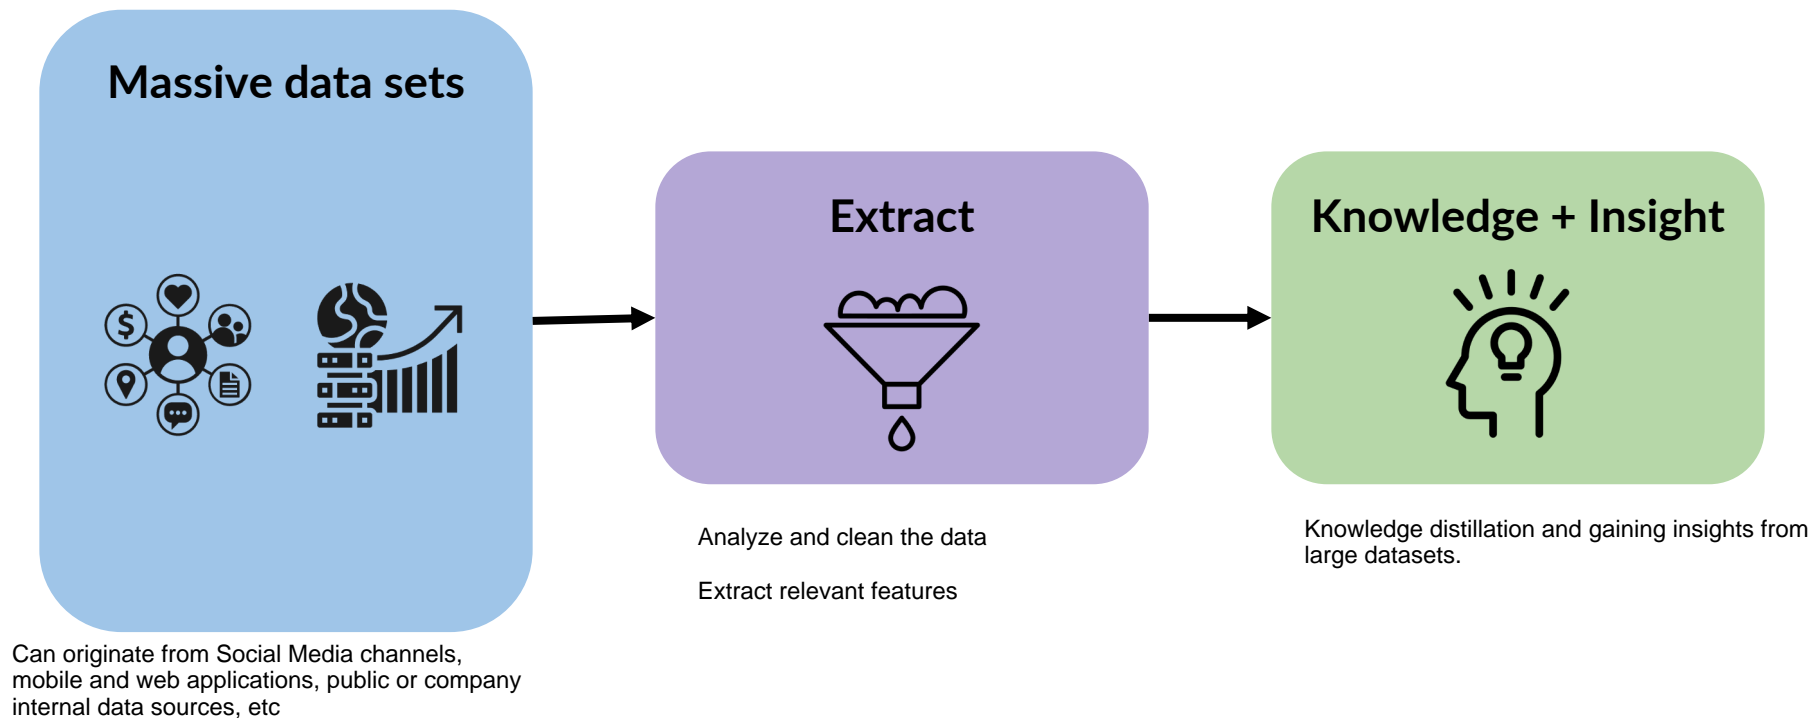 Massive data sets
$
Extract
Knowledge + Insight
Analyze and clean the data
Extract relevant features
Knowledge distillation and gaining insights from
large datasets.
Can originate from Social Media channels,
mobile and web applications, public or company
internal data sources, etc